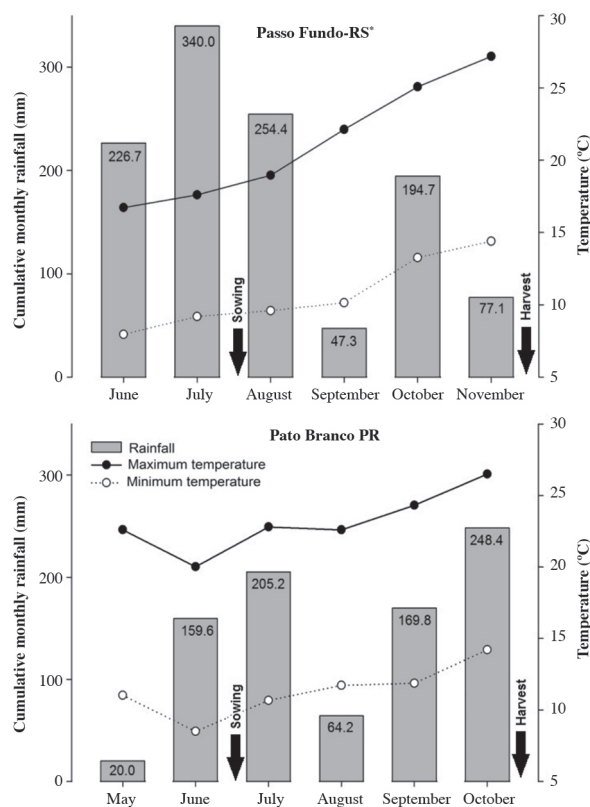 Passo Fundo-RS*
Cumulative monthly rainfall (mm)
Temperature (ºC)
300
200
100
0
30
25
20
15
10
5
226.7
340.0
254.4
47.3
194.7
77.1
Sowing
Harvest
June July August September October November
Pato Branco PR
Rainfall
Maximum temperature
Minimum temperature
Cumulative monthly rainfall (mm)
Temperature (ºC)
300
200
100
0
30
25
20
15
10
5
20.0
159.6
205.2
64.2
169.8
248.4
Sowing
Harvest
May June July August September October